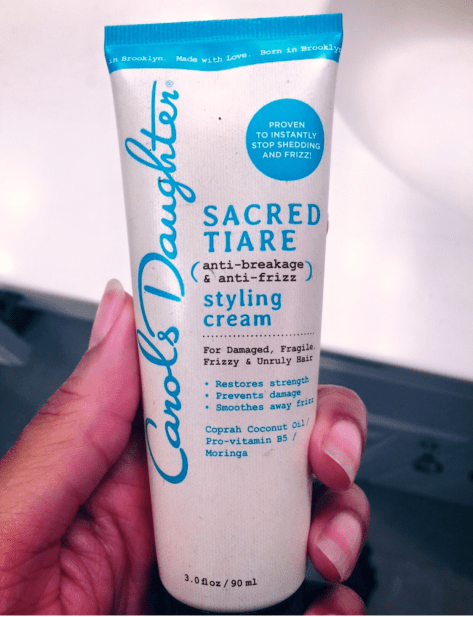 in Brooklyn. Made with Love. Born in Brooklyn
Carol's Daughter®
PROVEN
TO INSTANTLY
STOP SHEDDING
AND FRIZZ!
SACRED
TIARE
(anti-breakage
& anti-frizz)
styling
cream
For Damaged, Fragile,
Frizzy & Unruly Hair
• Restores strength
• Prevents damage
• Smoothes away frizz
Coprah Coconut Oil /
Pro-vitamin B5 /
Moringa
3.0 fl oz / 90 ml